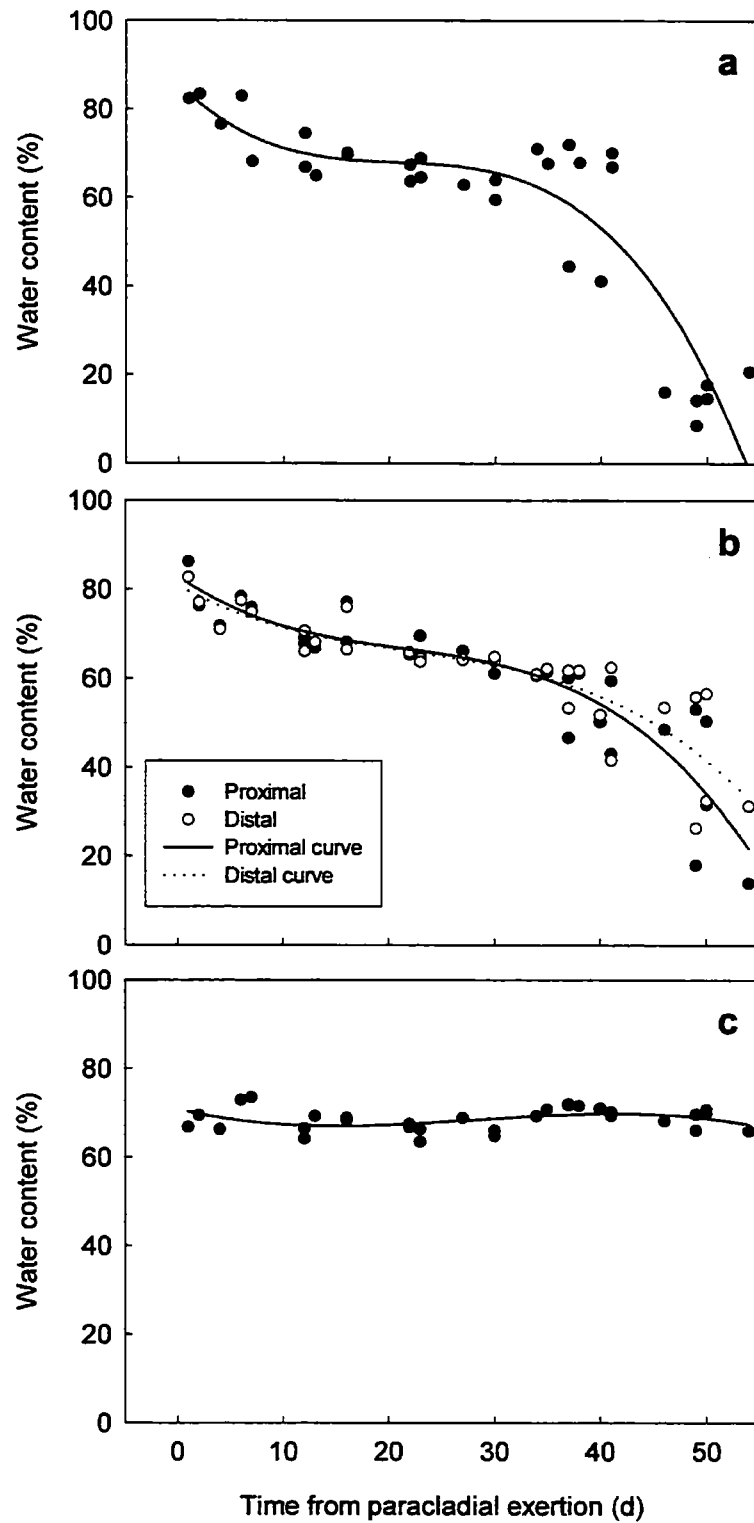 100
80
60
40
20
0
Water content (%)
a
100
80
60
40
20
0
Water content (%)
b
Proximal
Distal
Proximal curve
Distal curve
100
80
60
40
20
0
Water content (%)
c
0 10 20 30 40 50
Time from paracladial exertion (d)